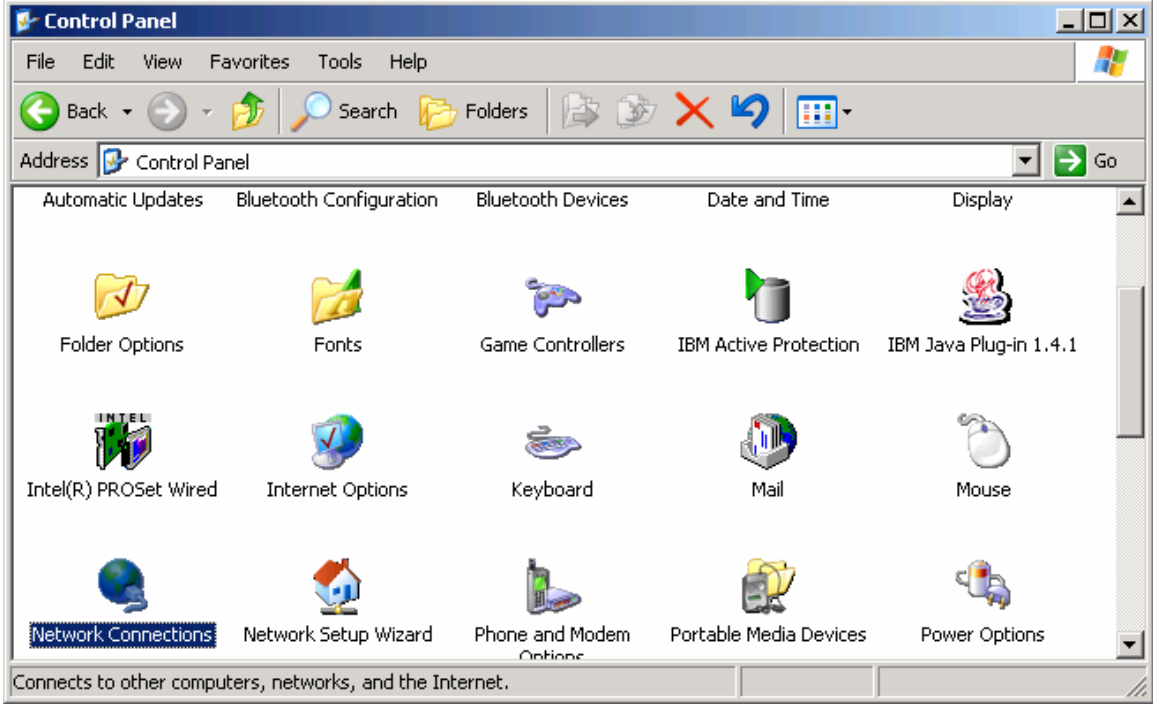 Control Panel
File Edit View Favorites Tools Help
Back Search Folders
Address Control Panel Go
Automatic Updates Bluetooth Configuration Bluetooth Devices Date and Time Display
Folder Options Fonts Game Controllers IBM Active Protection IBM Java Plug-in 1.4.1
INTEL
Intel(R) PROSet Wired Internet Options Keyboard Mail Mouse
Network Connections Network Setup Wizard Phone and Modem Portable Media Devices Power Options
Options
Connects to other computers, networks, and the Internet.